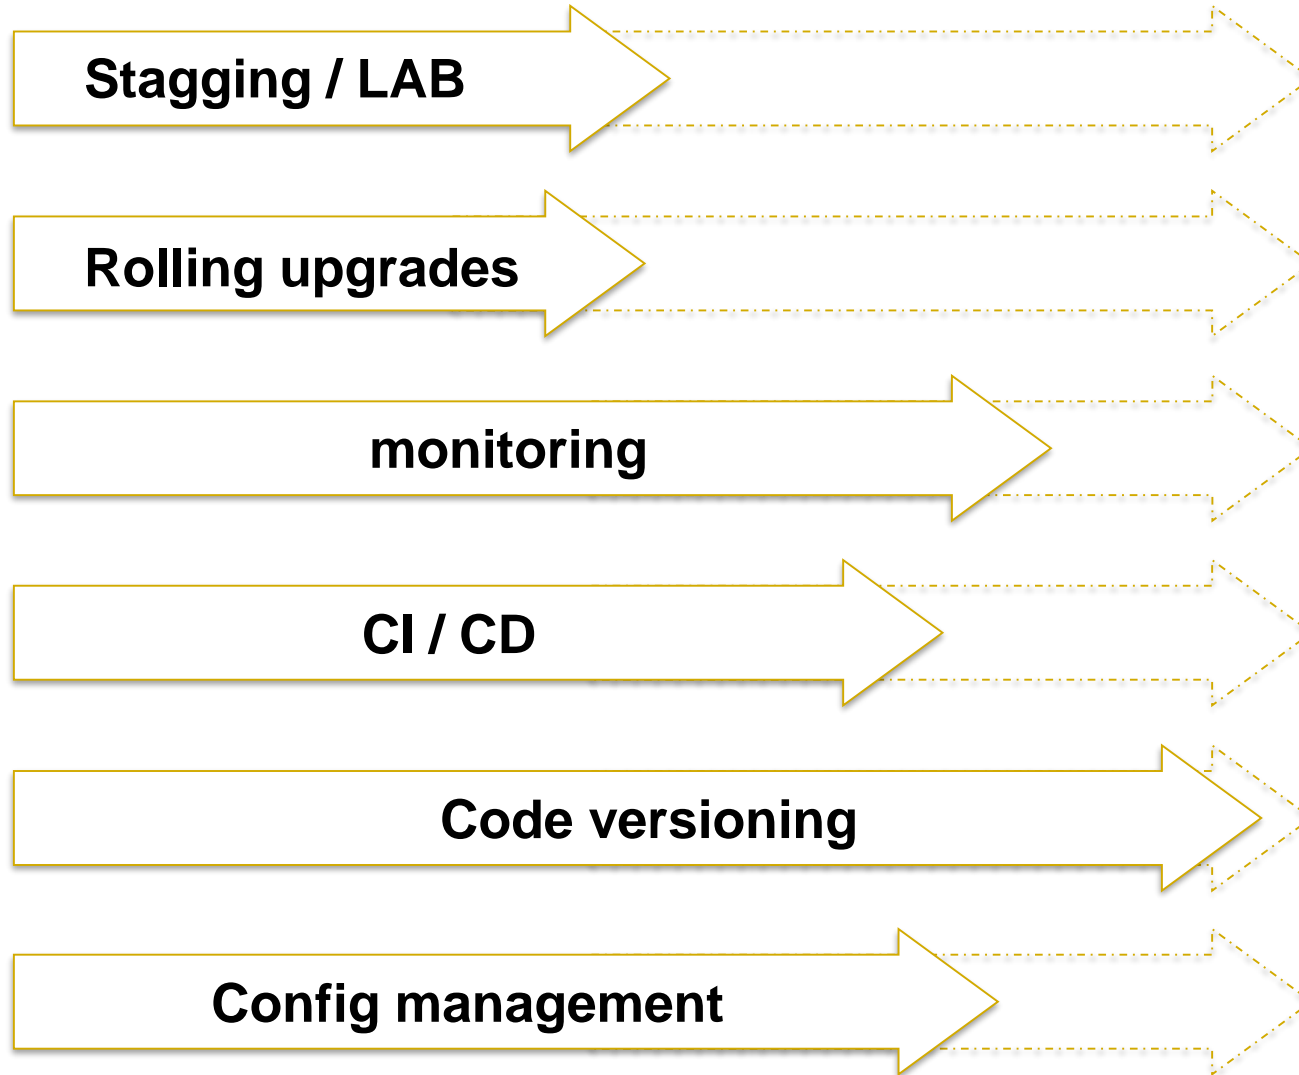 Stagging / LAB
Rolling upgrades
monitoring
CI / CD
Code versioning
Config management